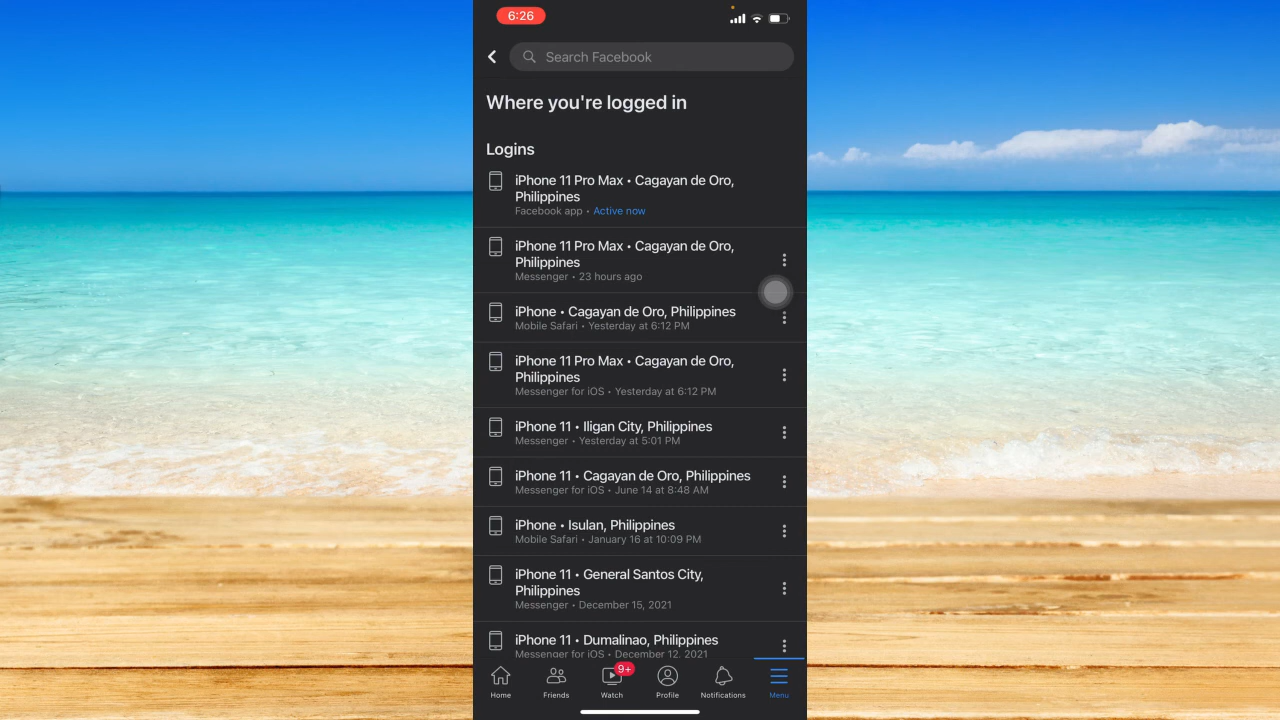 6:26
Search Facebook
Where you're logged in
Logins
iPhone 11 Pro Max • Cagayan de Oro,
Philippines
Facebook app • Active now
iPhone 11 Pro Max • Cagayan de Oro,
Philippines
Messenger • 23 hours ago
iPhone • Cagayan de Oro, Philippines
Mobile Safari • Yesterday at 6:12 PM
iPhone 11 Pro Max • Cagayan de Oro,
Philippines
Messenger for iOS • Yesterday at 6:12 PM
iPhone 11 • Iligan City, Philippines
Messenger • Yesterday at 5:01 PM
iPhone 11 • Cagayan de Oro, Philippines
Messenger for iOS • June 14 at 8:48 AM
iPhone • Isulan, Philippines
Mobile Safari • January 16 at 10:09 PM
iPhone 11 • General Santos City,
Philippines
Messenger • December 15, 2021
iPhone 11 • Dumalinao, Philippines
Messenger for iOS • December 12, 2021
9+
Home Friends Watch Profile Notifications Menu